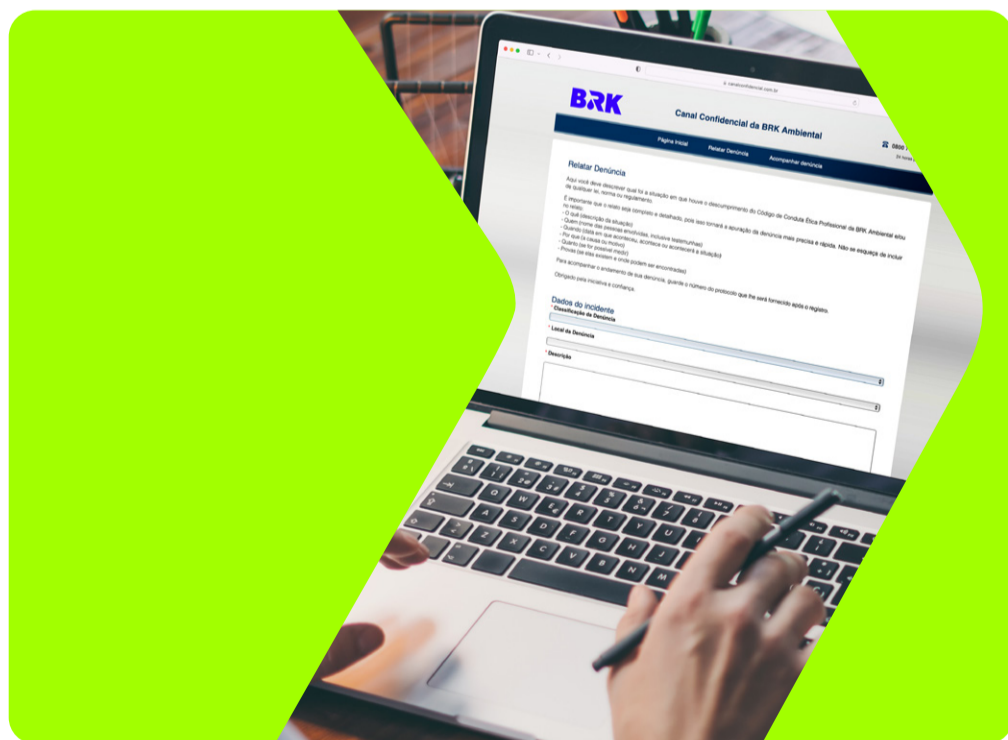 canalconfidencial.com.br
BRK
Canal Confidencial da BRK Ambiental
0800
Página Inicial Relatar Denúncia Acompanhar denúncia
Relatar Denúncia
Aqui você deve descrever qual foi a situação em que houve o descumprimento do Código de Conduta Ética Profissional da BRK Ambiental e/ou
de qualquer lei, norma ou regulamento.
É importante que o relato seja completo e detalhado, pois isso tornará a apuração da denúncia mais precisa e rápida. Não se esqueça de incluir
no relato:
- O quê (descrição da situação)
- Quem (nome das pessoas envolvidas, inclusive testemunhas)
- Quando (data em que aconteceu, acontece ou acontecerá a situação)
- Por que (a causa ou motivo)
- Quanto (se for possível medir)
- Provas (se elas existem e onde podem ser encontradas)
Para acompanhar o andamento de sua denúncia, guarde o número do protocolo que lhe será fornecido após o registro.
Obrigado pela iniciativa e confiança.
Dados do incidente
* Classificação da Denúncia
* Local da Denúncia
* Descrição
Q W E R T Y U
A S D F G H J
Z X C V B N M